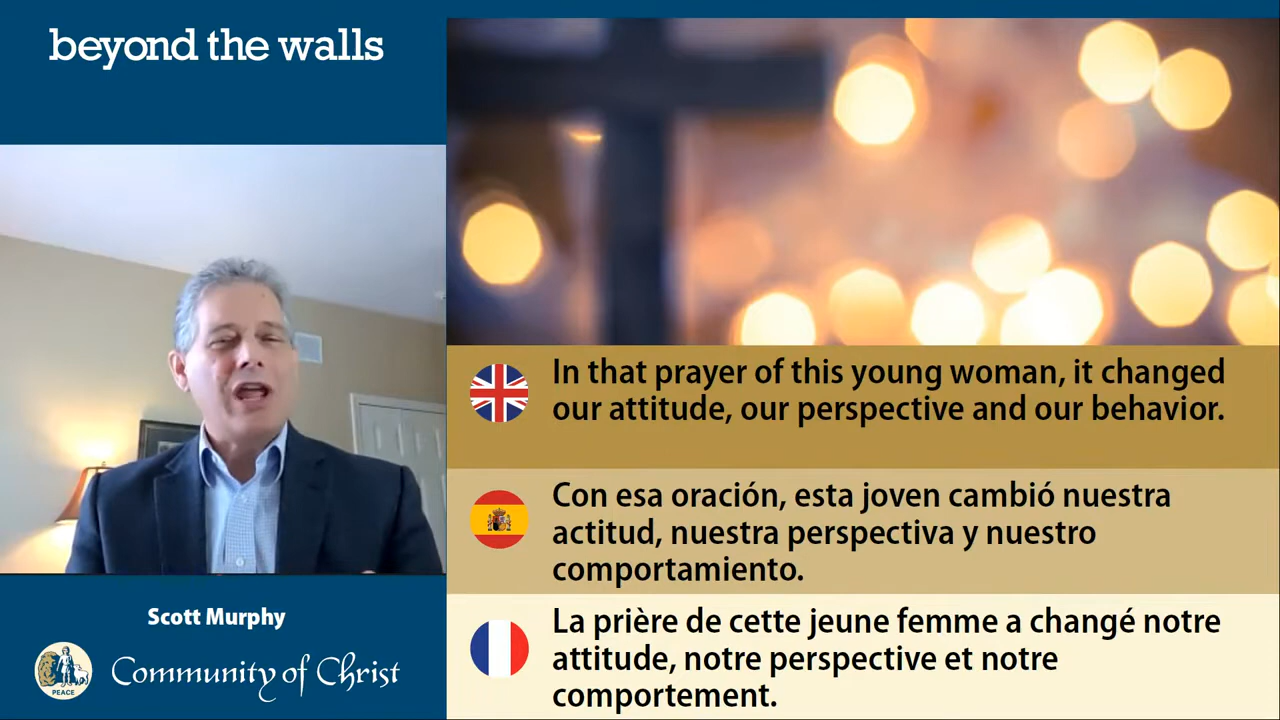 beyond the walls
In that prayer of this young woman, it changed
our attitude, our perspective and our behavior.
Con esa oración, esta joven cambió nuestra
actitud, nuestra perspectiva y nuestro
comportamiento.
La prière de cette jeune femme a changé notre
attitude, notre perspective et notre
comportement.
Scott Murphy
PEACE
Community of Christ